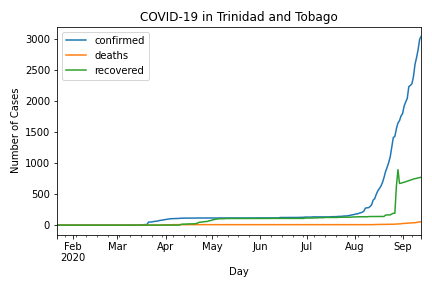 COVID-19 in Trinidad and Tobago
confirmed
deaths
recovered
Number of Cases
3000
2500
2000
1500
1000
500
0
Feb Mar Apr May Jun Jul Aug Sep
2020
Day